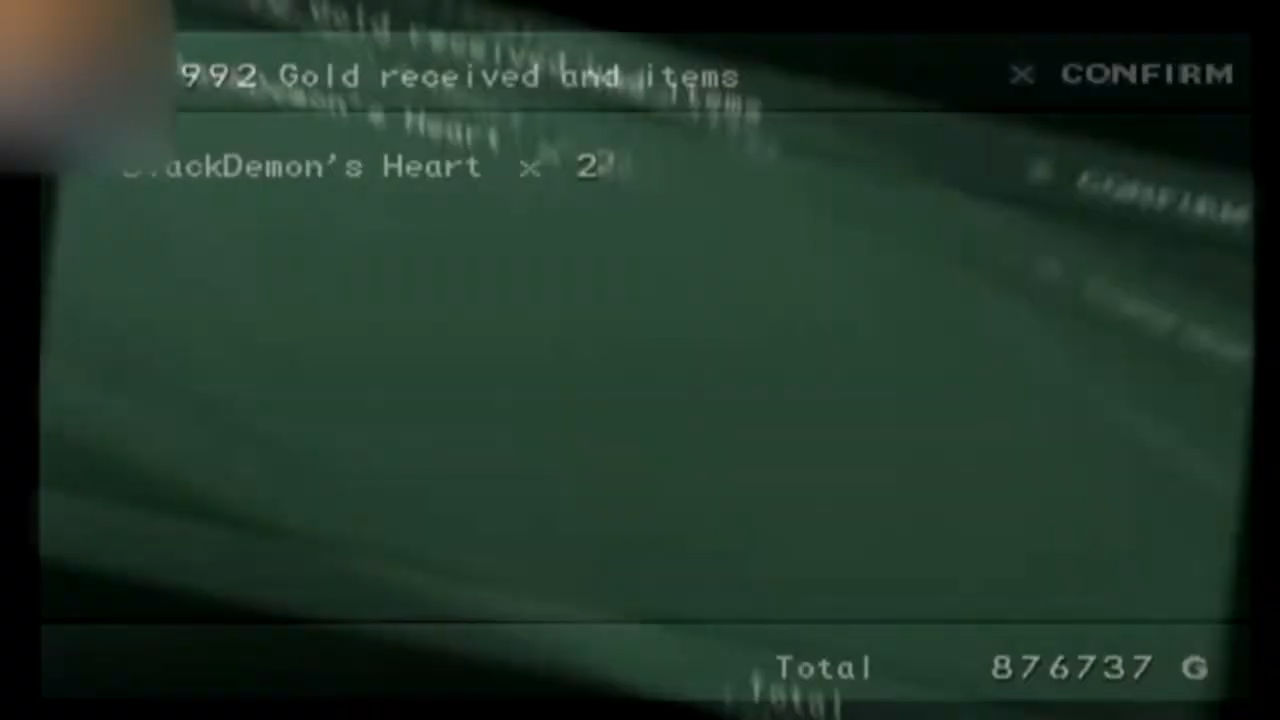 992 Gold received and items × CONFIRM
ackDemon's Heart × 2
Total 876737 G